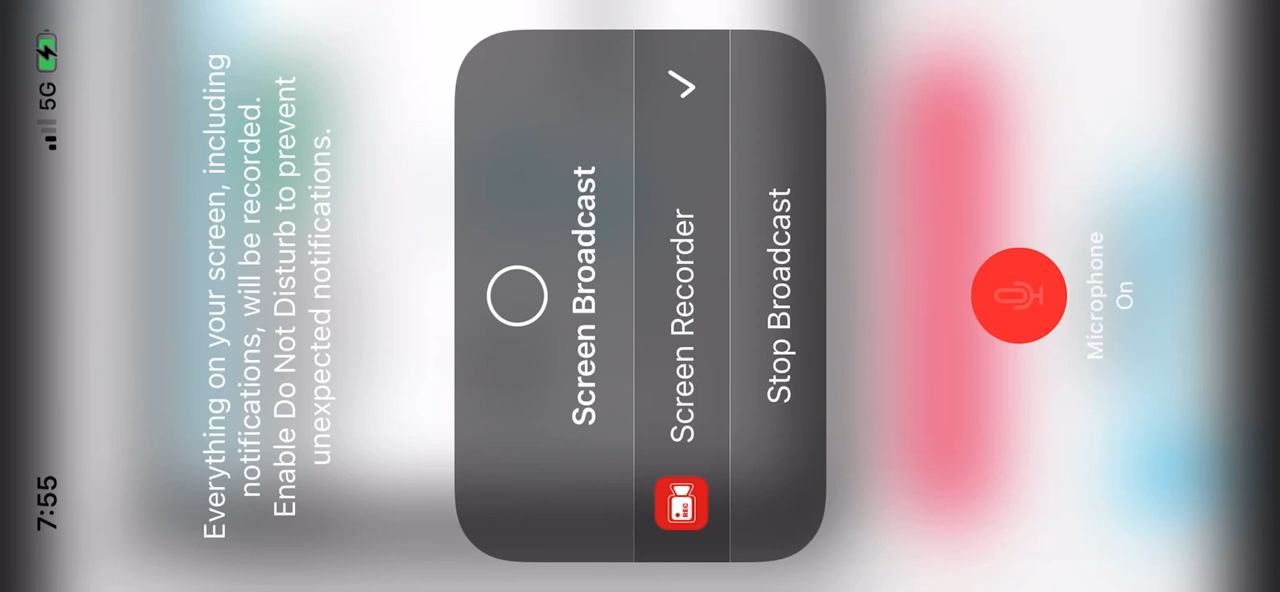 7:55
5G
Everything on your screen, including
notifications, will be recorded.
Enable Do Not Disturb to prevent
unexpected notifications.
Screen Broadcast
REC
Screen Recorder
Stop Broadcast
Microphone
On